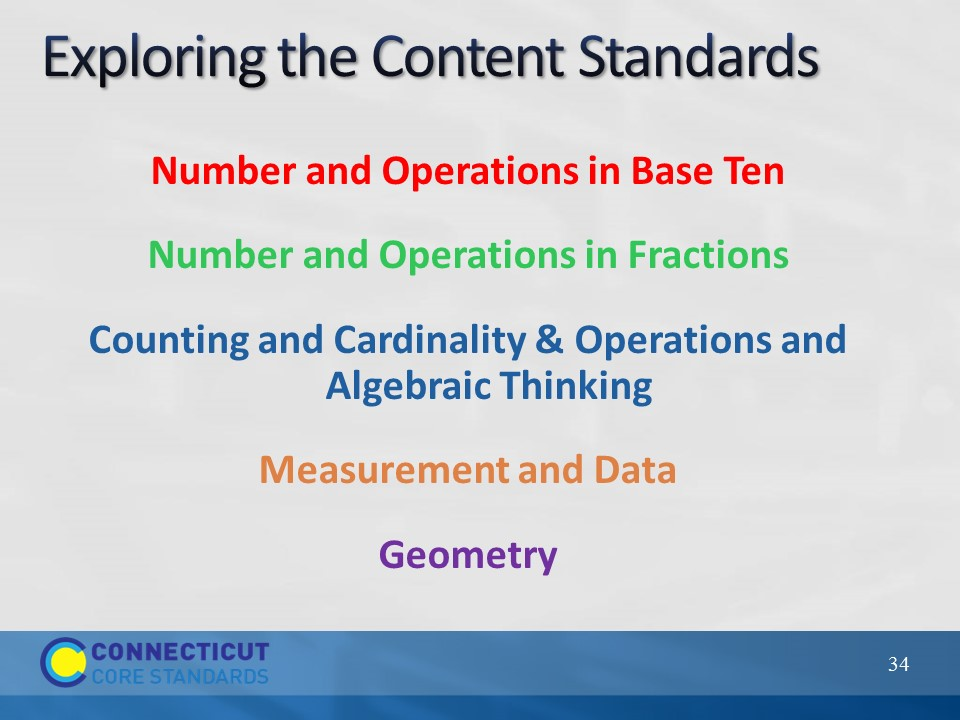 Exploring the Content Standards
Number and Operations in Base Ten
Number and Operations in Fractions
Counting and Cardinality & Operations and
Algebraic Thinking
Measurement and Data
Geometry
CONNECTICUT
CORE STANDARDS
34